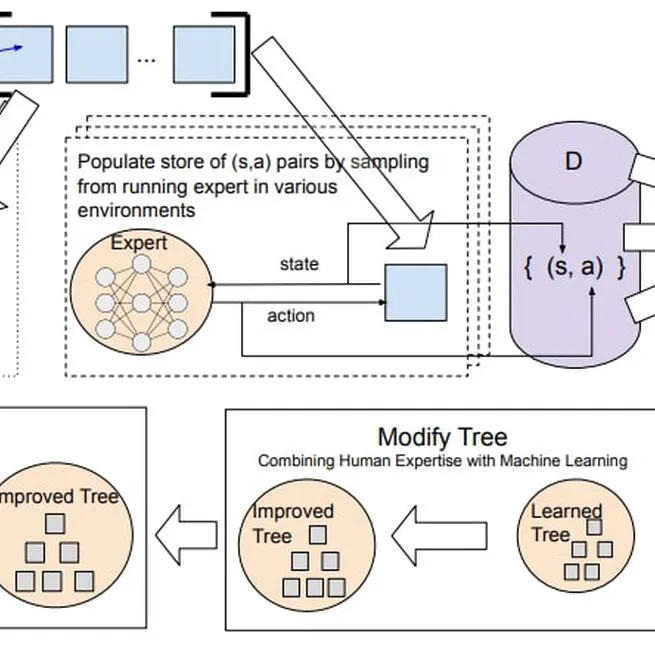 ...
Populate store of (s,a) pairs by sampling
from running expert in various
environments
Expert
state
action
D
{ (s, a) }
Modify Tree
Combining Human Expertise with Machine Learning
mproved Tree
Improved
Tree
Learned
Tree